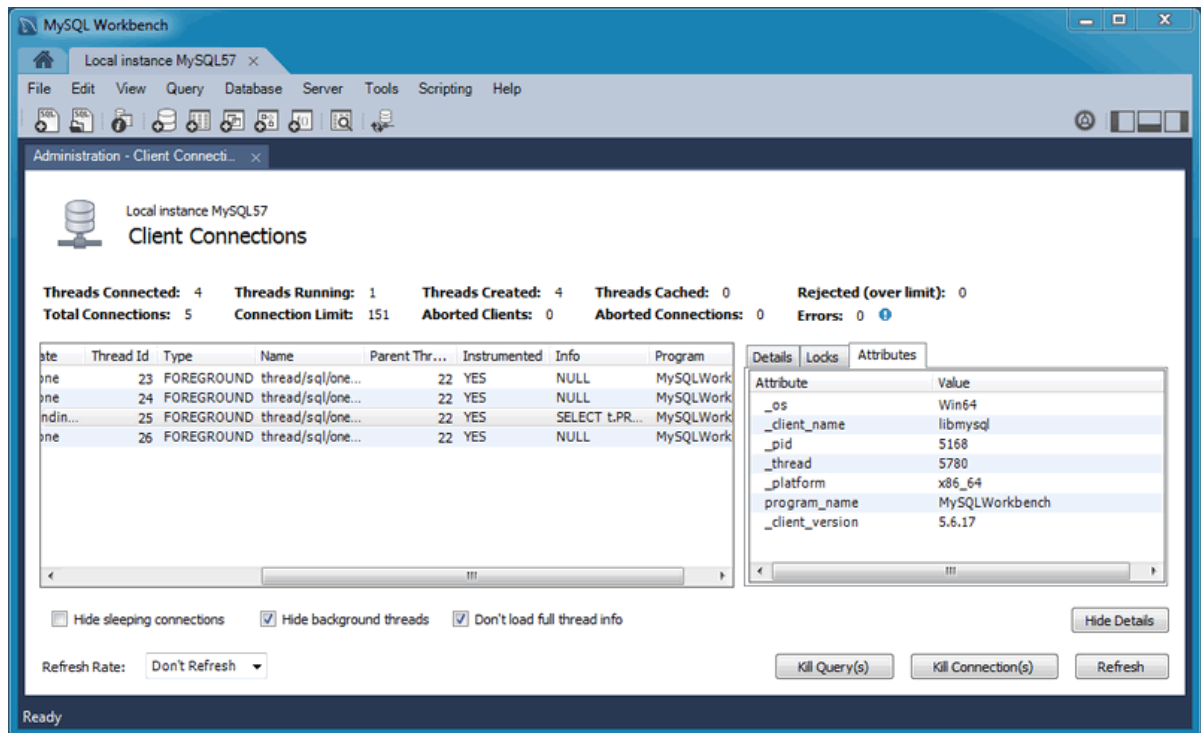 MySQL Workbench
Local instance MySQL57
File Edit View Query Database Server Tools Scripting Help
Administration - Client Connecti...
Local instance MySQL57
Client Connections
Threads Connected: 4 Threads Running: 1 Threads Created: 4 Threads Cached: 0 Rejected (over limit): 0
Total Connections: 5 Connection Limit: 151 Aborted Clients: 0 Aborted Connections: 0 Errors: 0
ate Thread Id Type Name Parent Thr... Instrumented Info Program
one 23 FOREGROUND thread/sql/one... 22 YES NULL MySQLWork
one 24 FOREGROUND thread/sql/one... 22 YES NULL MySQLWork
ndin... 25 FOREGROUND thread/sql/one... 22 YES SELECT t.PR... MySQLWork
one 26 FOREGROUND thread/sql/one... 22 YES NULL MySQLWork
Details Locks Attributes
Attribute Value
_os Win64
_client_name libmysql
_pid 5168
_thread 5780
_platform x86_64
program_name MySQLWorkbench
_client_version 5.6.17
Hide sleeping connections Hide background threads Don't load full thread info Hide Details
Refresh Rate: Don't Refresh Kill Query(s) Kill Connection(s) Refresh
Ready